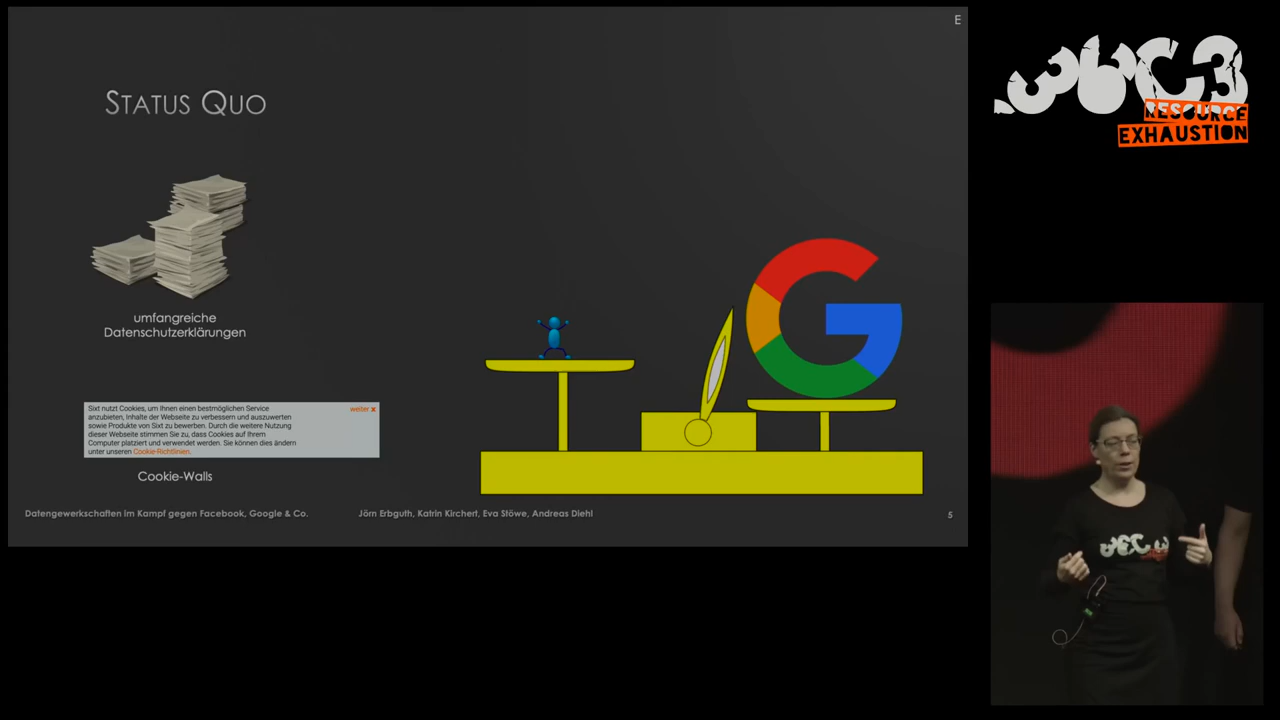 E
Status Quo
umfangreiche
Datenschutzerklärungen
Sixt nutzt Cookies, um Ihnen einen bestmöglichen Service
anzubieten, Inhalte der Webseite zu verbessern und auszuwerten
sowie Produkte von Sixt zu bewerben. Durch die weitere Nutzung
dieser Webseite stimmen Sie zu, dass Cookies auf Ihrem
Computer platziert und verwendet werden. Sie können dies ändern
unter unseren Cookie-Richtlinien.
weiter x
Cookie-Walls
G
Datengewerkschaften im Kampf gegen Facebook, Google & Co.
Jörn Erbguth, Katrin Kirchert, Eva Stöwe, Andreas Diehl
5
36C3
RESOURCE
EXHAUSTION